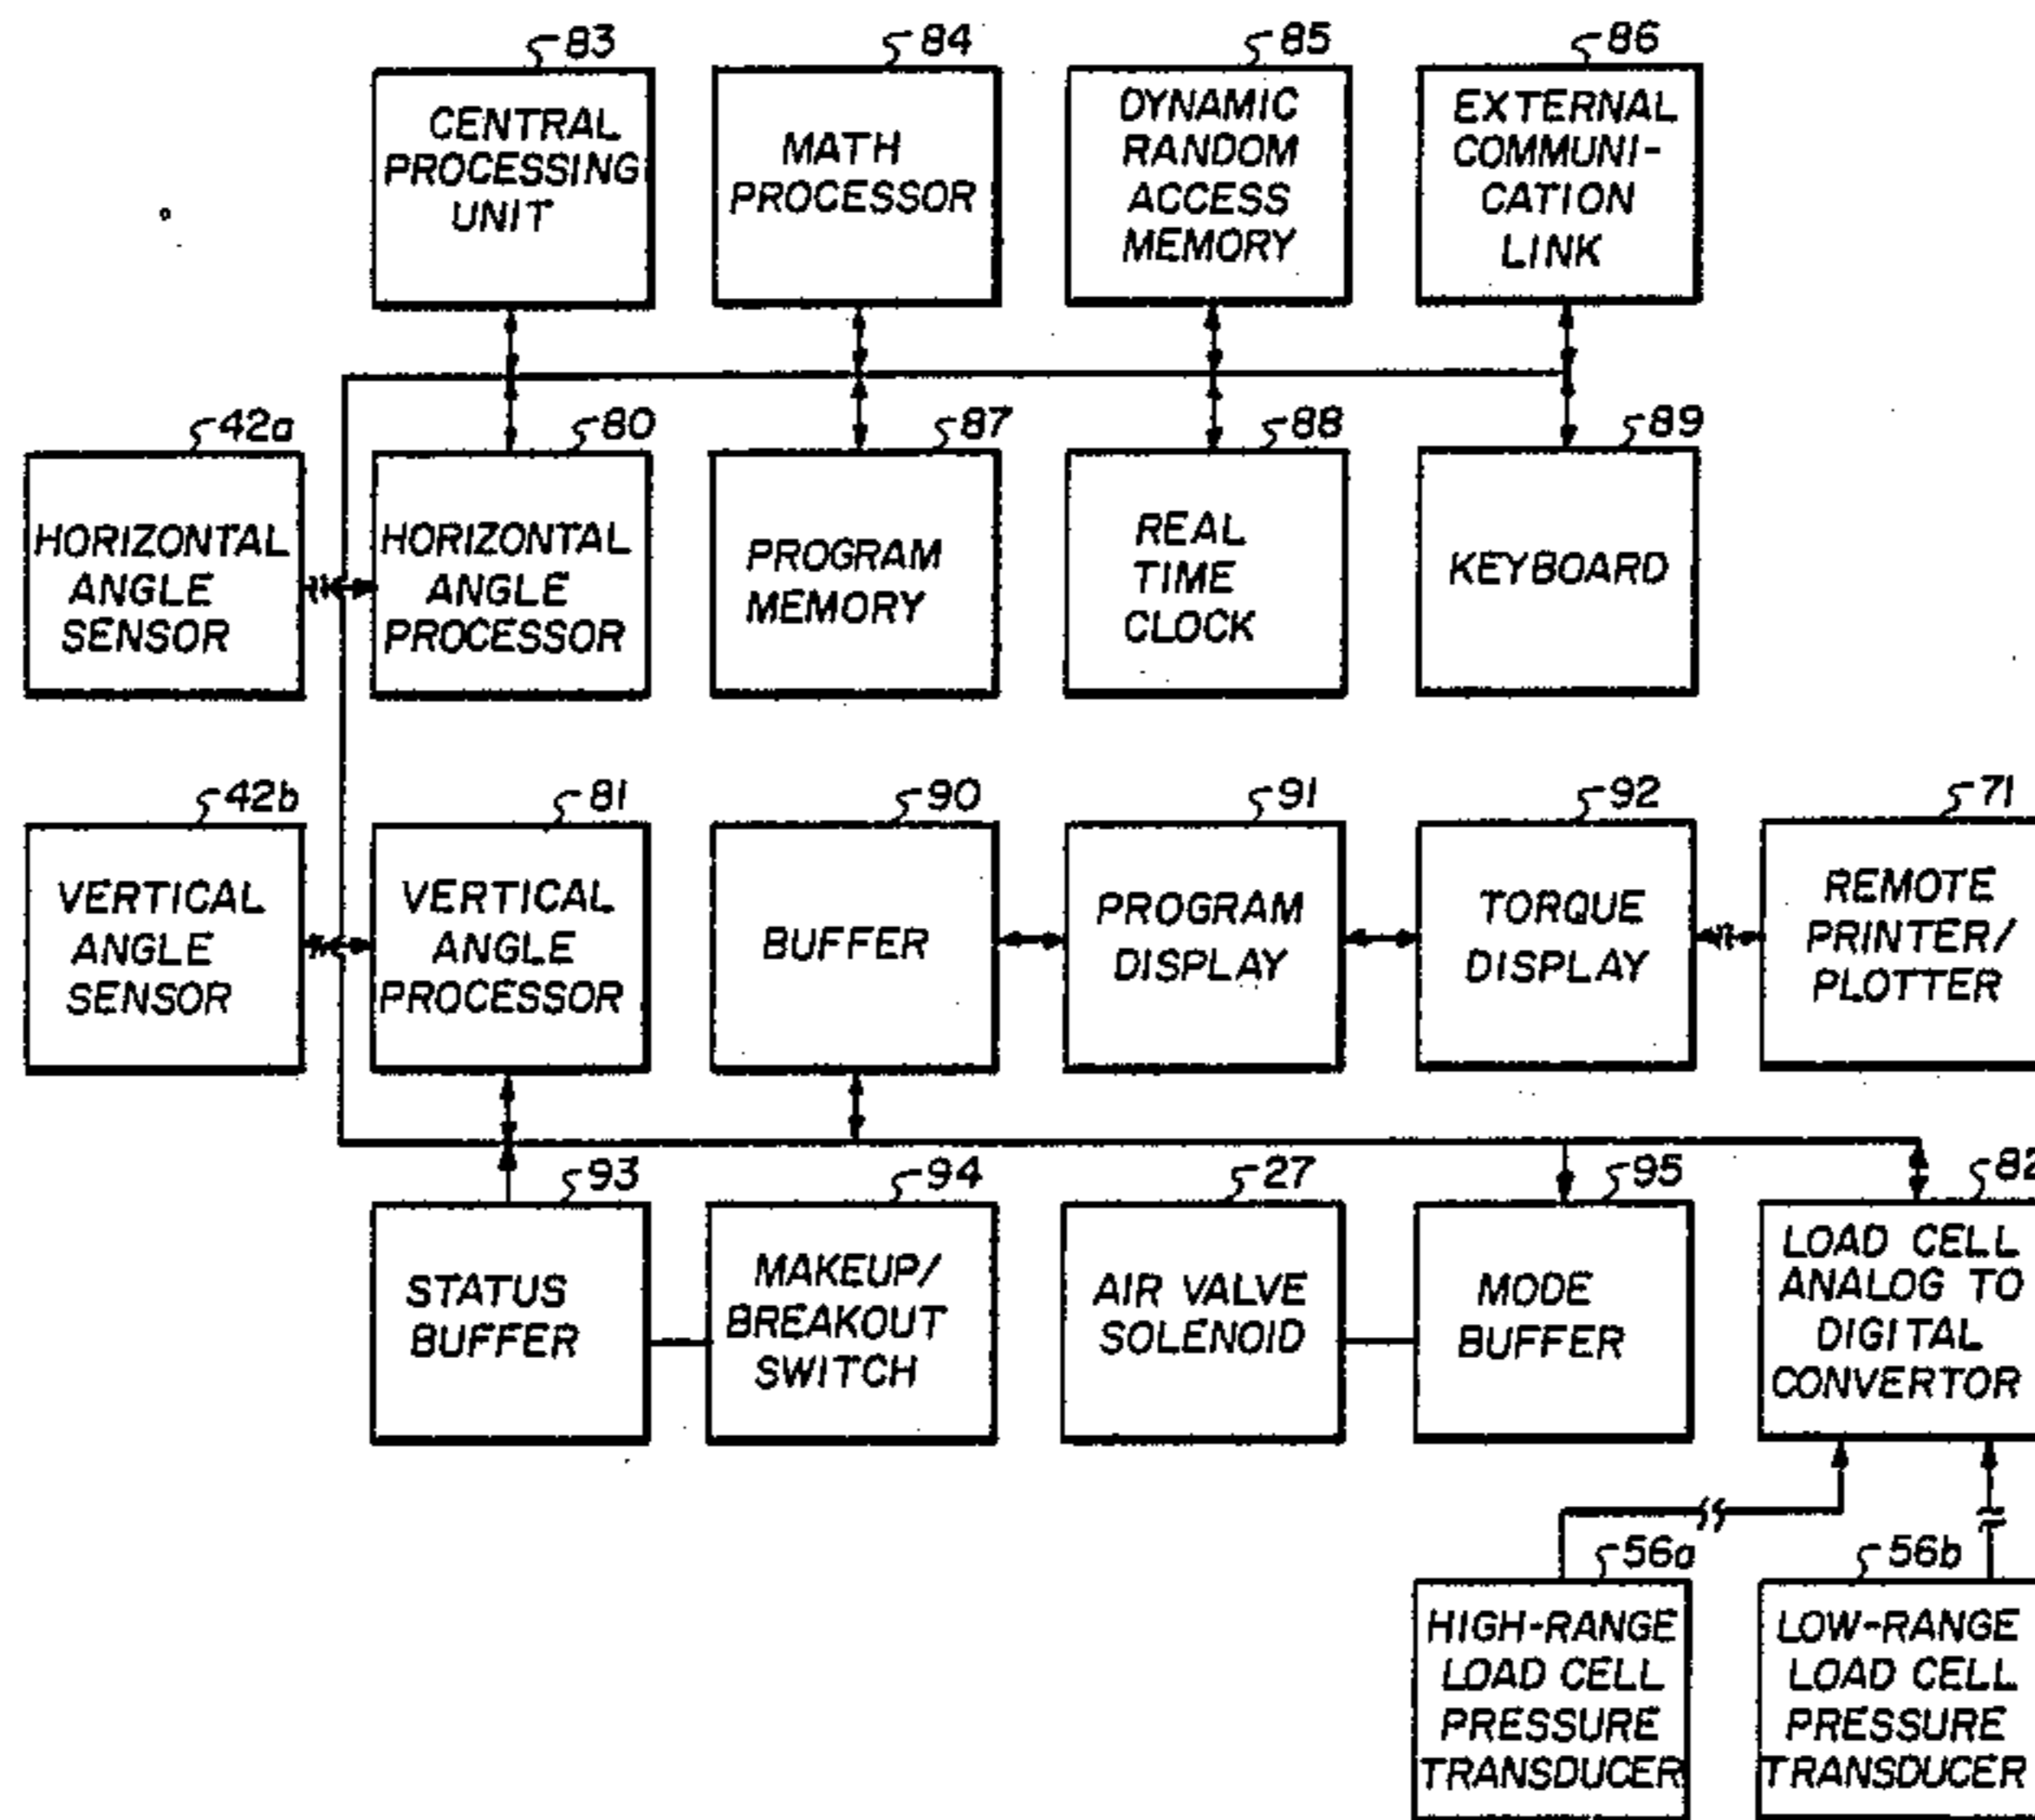 83
CENTRAL
PROCESSING
UNIT
84
MATH
PROCESSOR
85
DYNAMIC
RANDOM
ACCESS
MEMORY
86
EXTERNAL
COMMUNI-
CATION
LINK
42a
HORIZONTAL
ANGLE
SENSOR
80
HORIZONTAL
ANGLE
PROCESSOR
87
PROGRAM
MEMORY
88
REAL
TIME
CLOCK
89
KEYBOARD
42b
VERTICAL
ANGLE
SENSOR
81
VERTICAL
ANGLE
PROCESSOR
90
BUFFER
91
PROGRAM
DISPLAY
92
TORQUE
DISPLAY
71
REMOTE
PRINTER/
PLOTTER
93
STATUS
BUFFER
94
MAKEUP/
BREAKOUT
SWITCH
27
AIR VALVE
SOLENOID
95
MODE
BUFFER
82
LOAD CELL
ANALOG TO
DIGITAL
CONVERTOR
56a
HIGH-RANGE
LOAD CELL
PRESSURE
TRANSDUCER
56b
LOW-RANGE
LOAD CELL
PRESSURE
TRANSDUCER